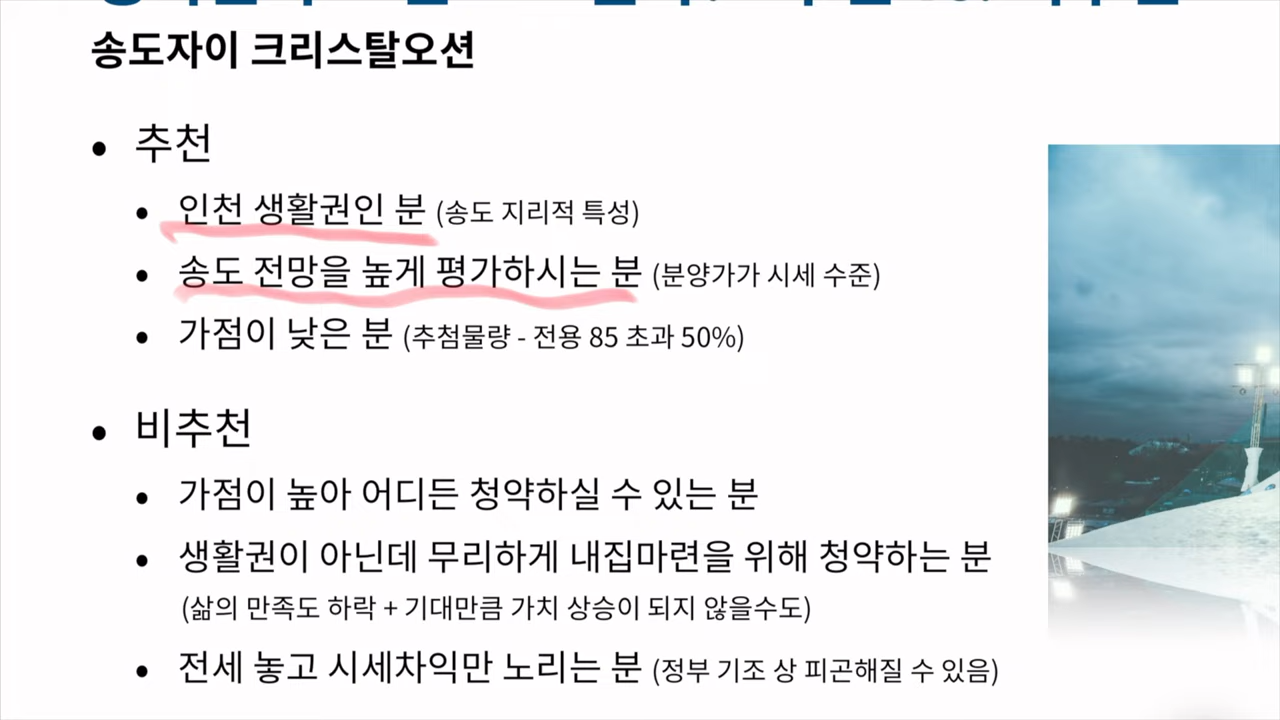 송도자이 크리스탈오션
• 추천
• 인천 생활권인 분 (송도 지리적 특성)
• 송도 전망을 높게 평가하시는 분 (분양가가 시세 수준)
• 가점이 낮은 분 (추첨물량 - 전용 85 초과 50%)
• 비추천
• 가점이 높아 어디든 청약하실 수 있는 분
• 생활권이 아닌데 무리하게 내집마련을 위해 청약하는 분
(삶의 만족도 하락 + 기대만큼 가치 상승이 되지 않을수도)
• 전세 놓고 시세차익만 노리는 분 (정부 기조 상 피곤해질 수 있음)